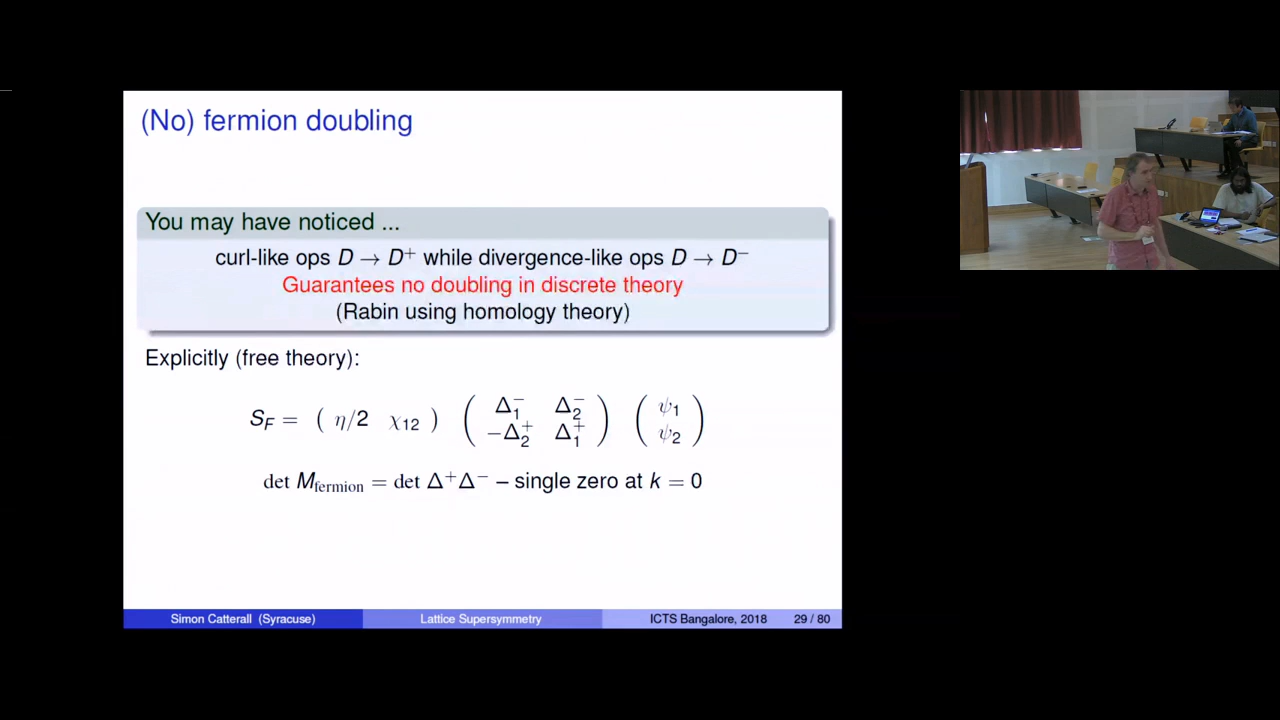 (No) fermion doubling
You may have noticed ...
curl-like ops D → D⁺ while divergence-like ops D → D⁻
Guarantees no doubling in discrete theory
(Rabin using homology theory)
Explicitly (free theory):
S_F = ( η/2 χ₁₂ ) ( Δ₁⁻ Δ₂⁻ ; −Δ₂⁺ Δ₁⁺ ) ( ψ₁ ; ψ₂ )
det M_fermion = det Δ⁺Δ⁻ – single zero at k = 0
Simon Catterall (Syracuse) Lattice Supersymmetry ICTS Bangalore, 2018 29 / 80